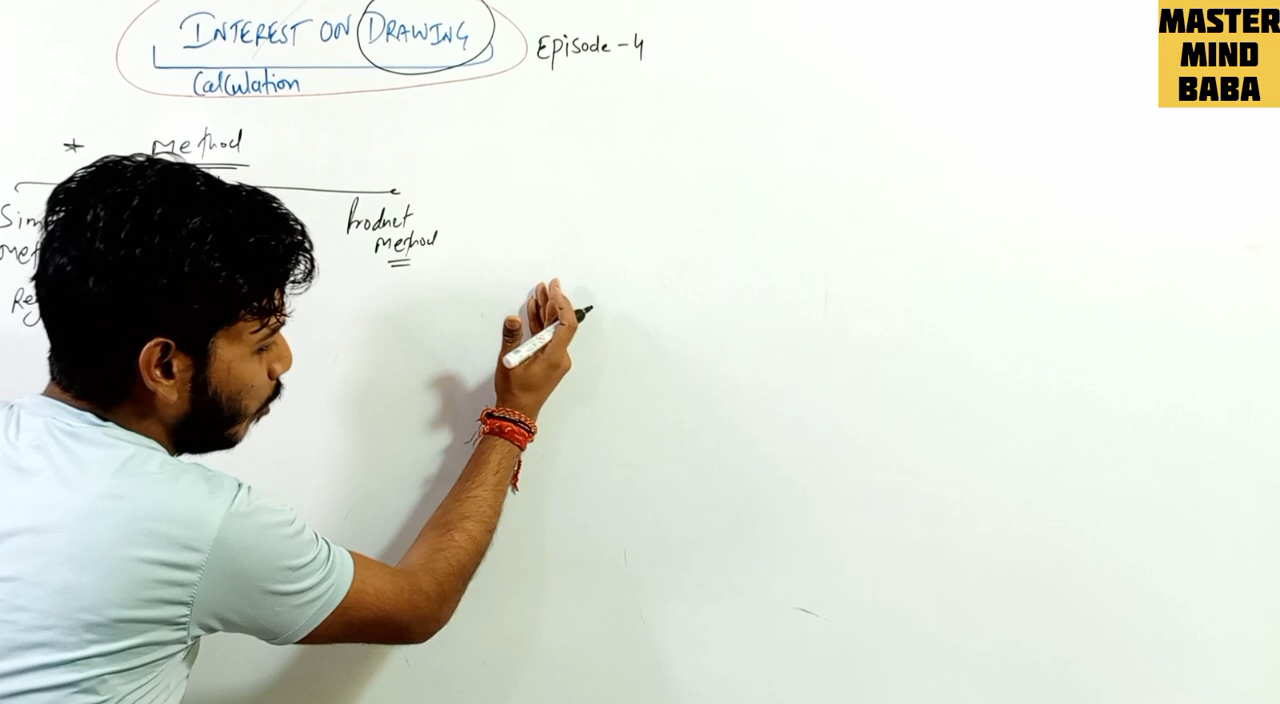 INTEREST ON DRAWING
Calculation
Episode-4
* Method
Product
Method
MASTER
MIND
BABA